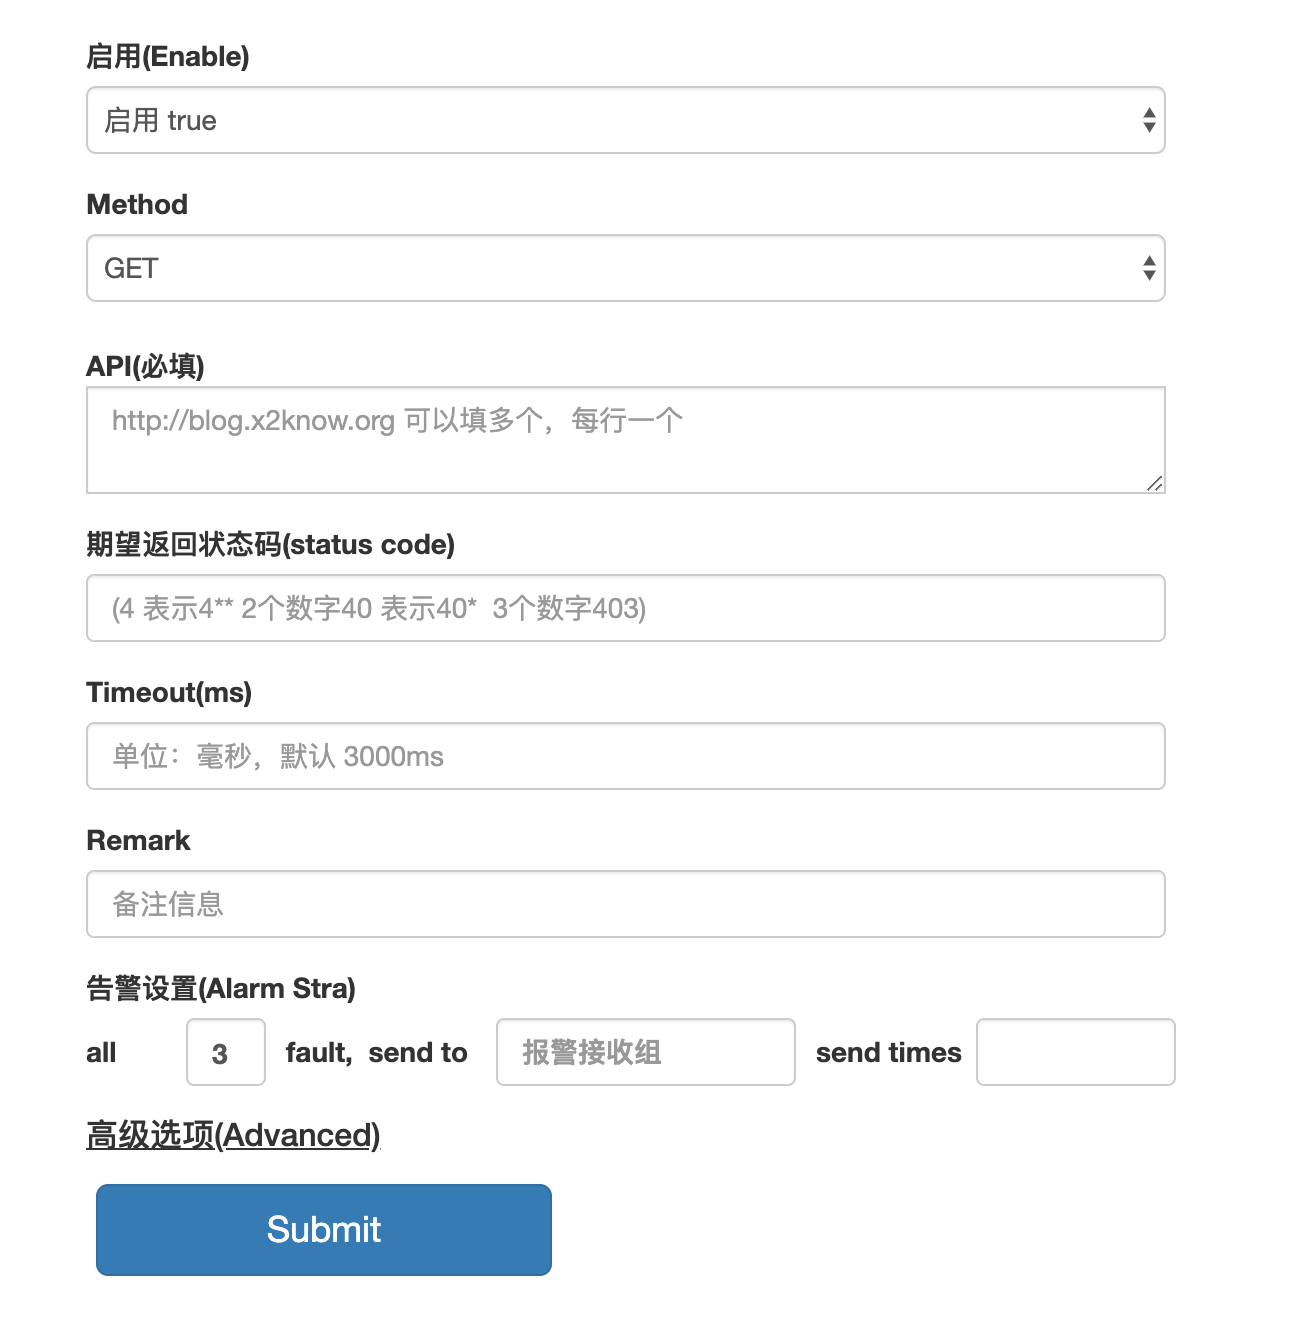 启用(Enable)
启用 true
Method
GET
API(必填)
http://blog.x2know.org 可以填多个，每行一个
期望返回状态码(status code)
(4 表示4** 2个数字40 表示40*  3个数字403)
Timeout(ms)
单位：毫秒，默认 3000ms
Remark
备注信息
告警设置(Alarm Stra)
all 3 fault,  send to 报警接收组 send times
高级选项(Advanced)
Submit